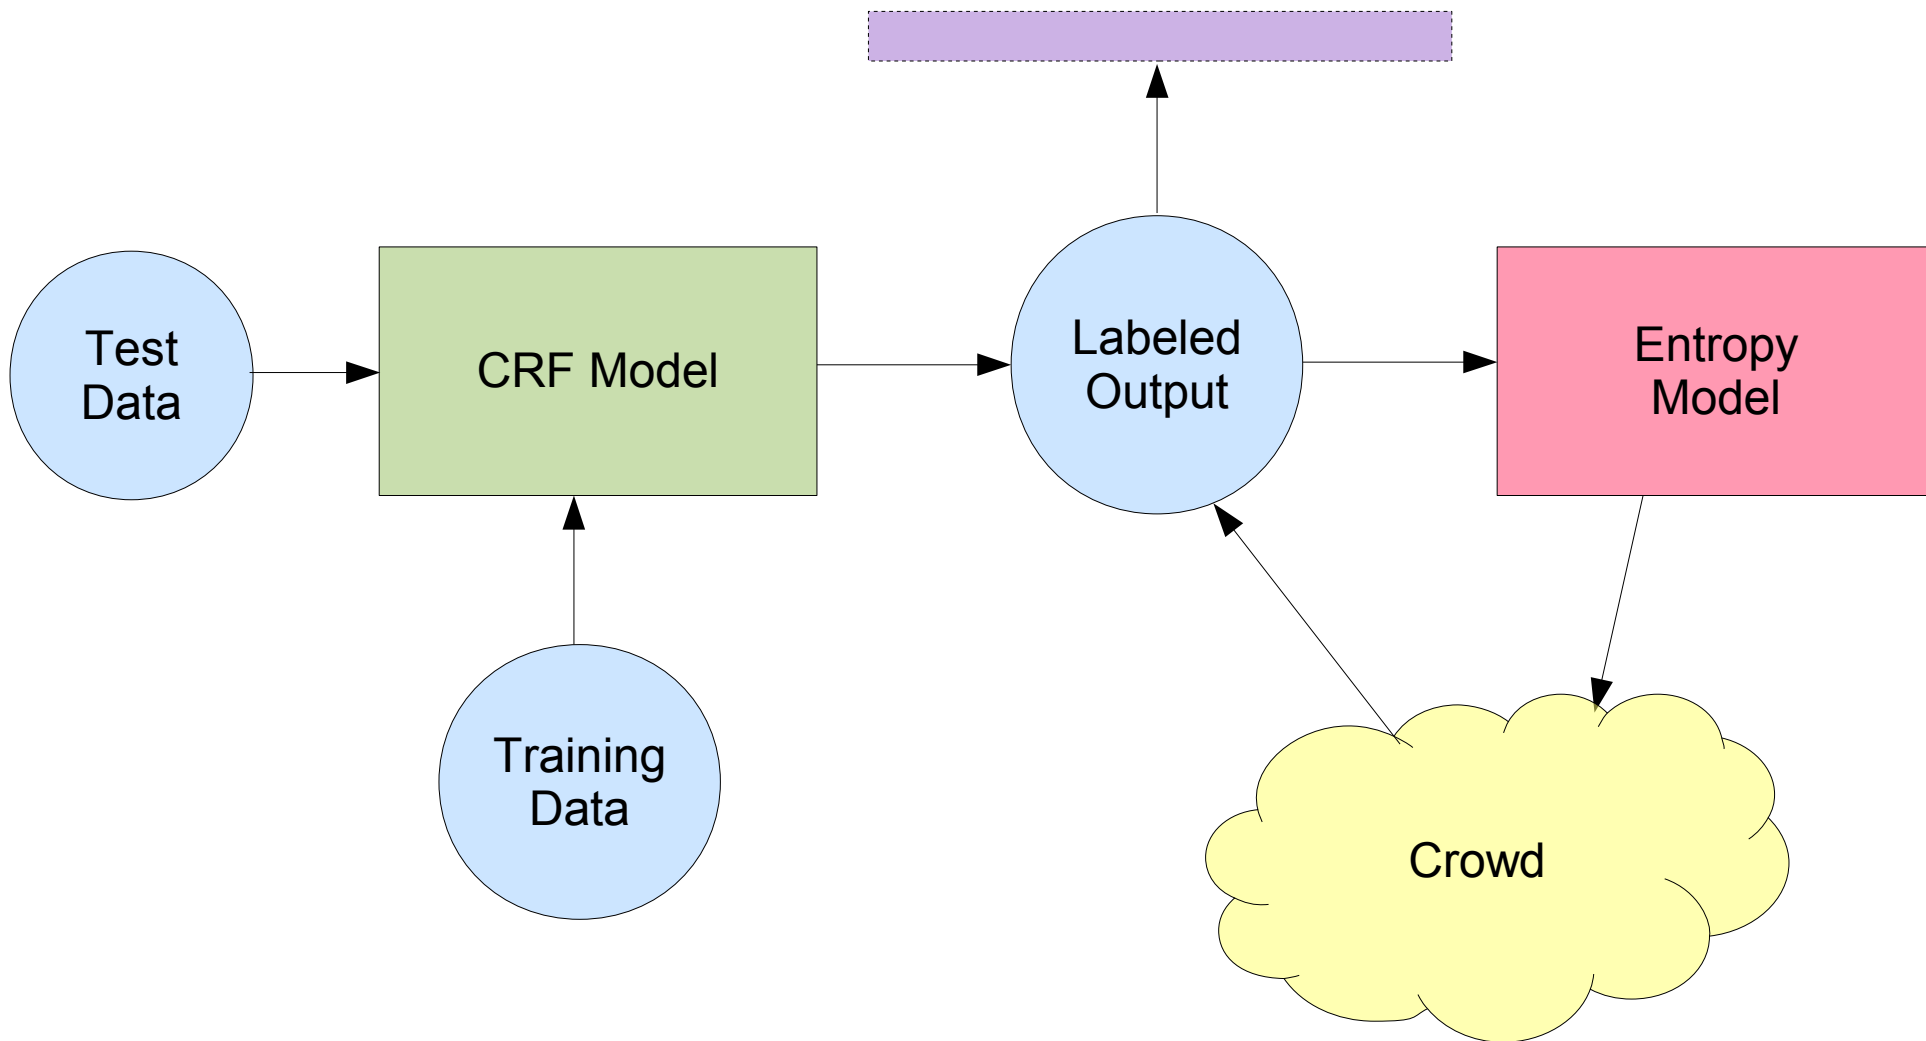 Test
Data
CRF Model
Labeled
Output
Entropy
Model
Training
Data
Crowd